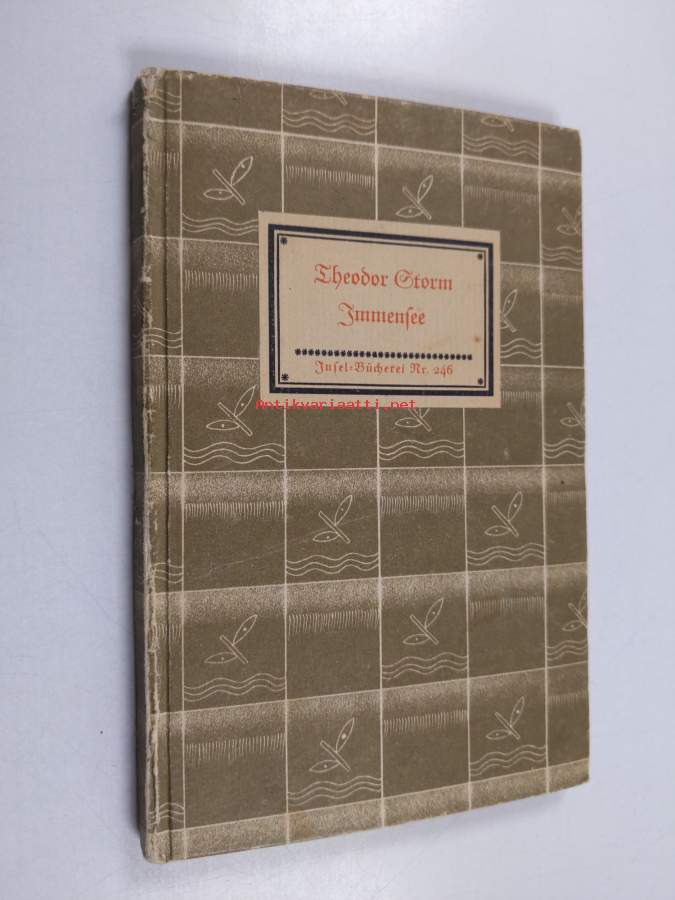 Theodor Storm
Immensee
Insel-Bücherei Nr. 246
Antikvariaatti.net